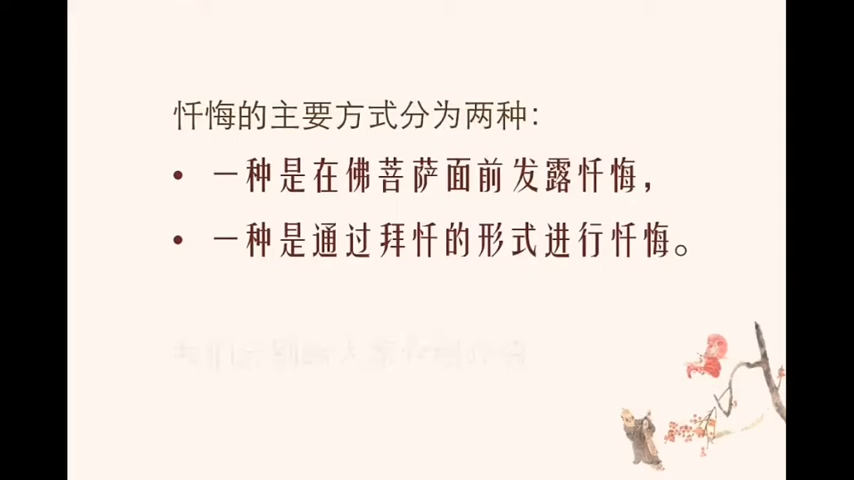 忏悔的主要方式分为两种：
• 一种是在佛菩萨面前发露忏悔，
• 一种是通过拜忏的形式进行忏悔。